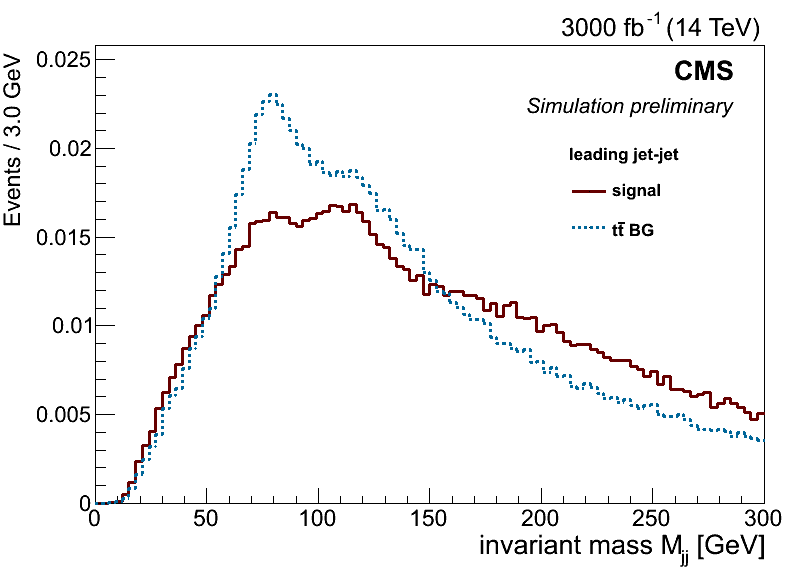 3000 fb-1 (14 TeV)
CMS
Simulation preliminary
leading jet-jet
signal
tt̄ BG
Events / 3.0 GeV
0.025
0.02
0.015
0.01
0.005
0
0 50 100 150 200 250 300
invariant mass Mjj [GeV]